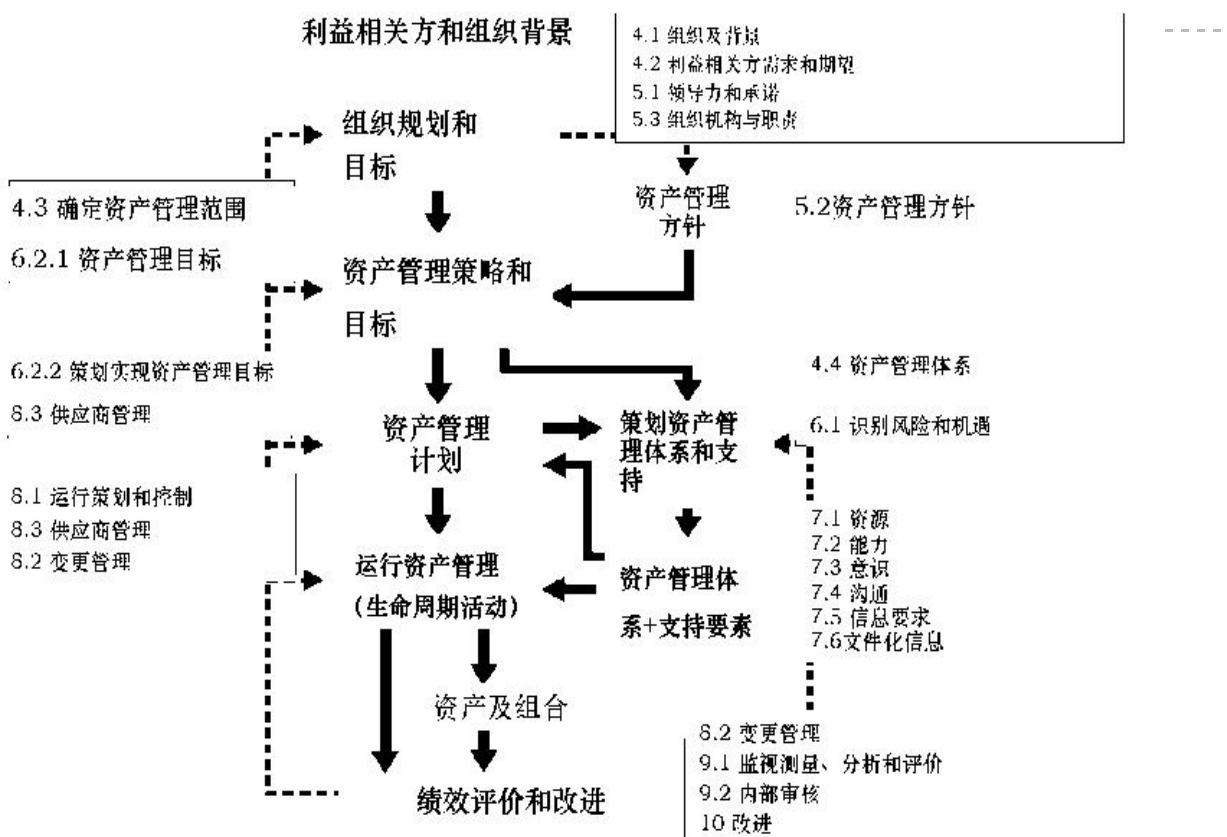 利益相关方和组织背景
4.1 组织及背景
4.2 利益相关方需求和期望
5.1 领导力和承诺
5.3 组织机构与职责
组织规划和
目标
4.3 确定资产管理范围
6.2.1 资产管理目标
资产管理
方针
5.2资产管理方针
资产管理策略和
目标
6.2.2 策划实现资产管理目标
8.3 供应商管理
4.4 资产管理体系
6.1 识别风险和机遇
资产管理
计划
策划资产管
理体系和支
持
8.1 运行策划和控制
8.3 供应商管理
8.2 变更管理
7.1 资源
7.2 能力
7.3 意识
7.4 沟通
7.5 信息要求
7.6文件化信息
运行资产管理
(生命周期活动)
资产管理体
系+支持要素
资产及组合
8.2 变更管理
9.1 监视测量、分析和评价
9.2 内部审核
10 改进
绩效评价和改进